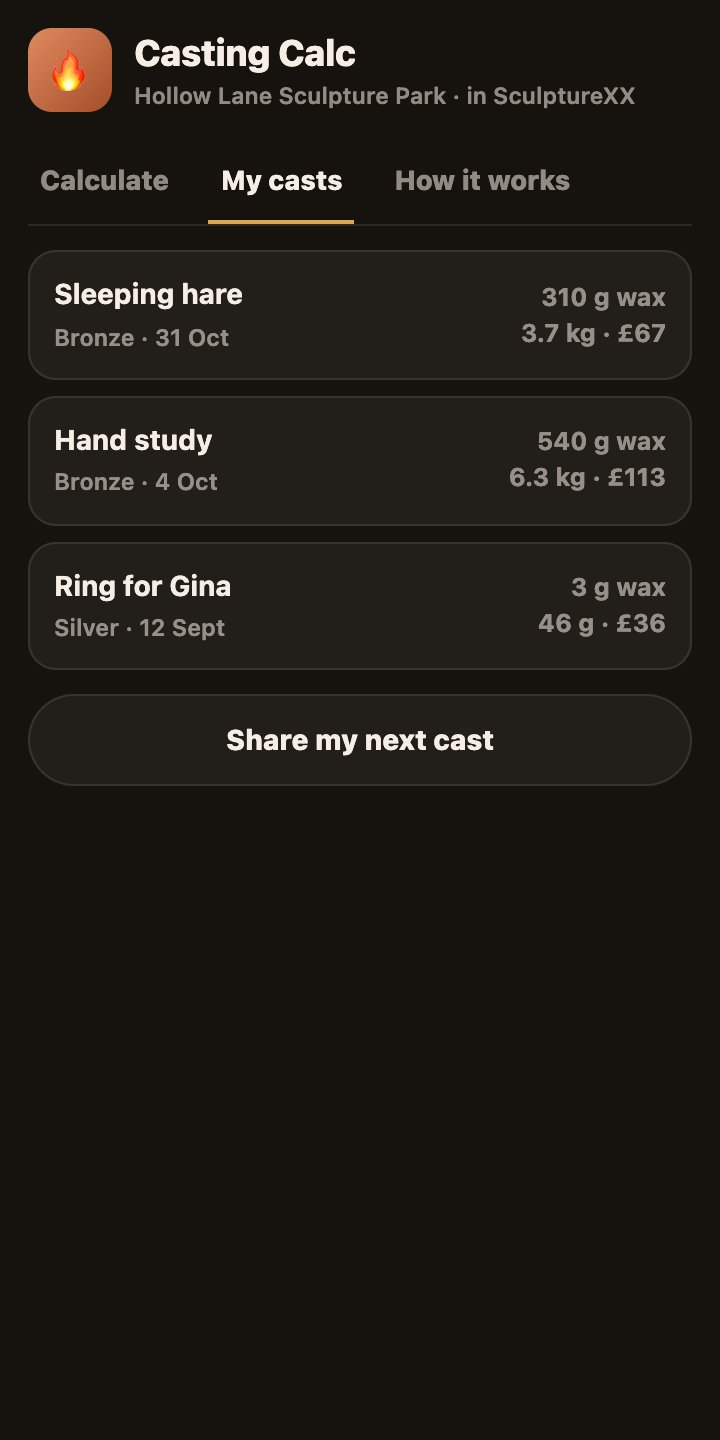 Casting Calc
Hollow Lane Sculpture Park · in SculptureXX
Calculate
My casts
How it works
Sleeping hare
Bronze · 31 Oct
310 g wax
3.7 kg · £67
Hand study
Bronze · 4 Oct
540 g wax
6.3 kg · £113
Ring for Gina
Silver · 12 Sept
3 g wax
46 g · £36
Share my next cast